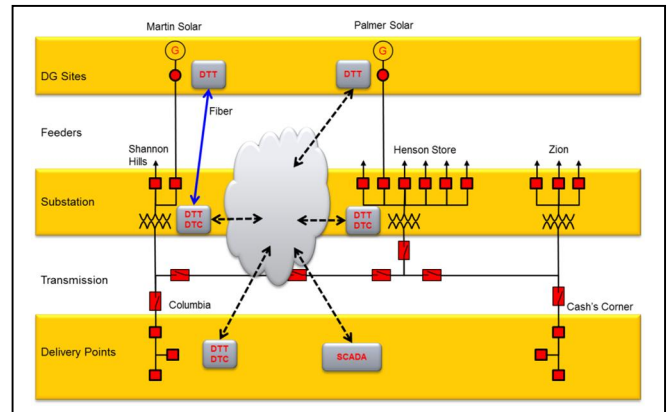 Martin Solar
Palmer Solar
G
G
DG Sites
DTT
DTT
Fiber
Feeders
Shannon
Hills
Henson Store
Zion
Substation
DTT
DTC
DTT
DTC
Transmission
Columbia
Cash's Corner
Delivery Points
DTT
DTC
SCADA